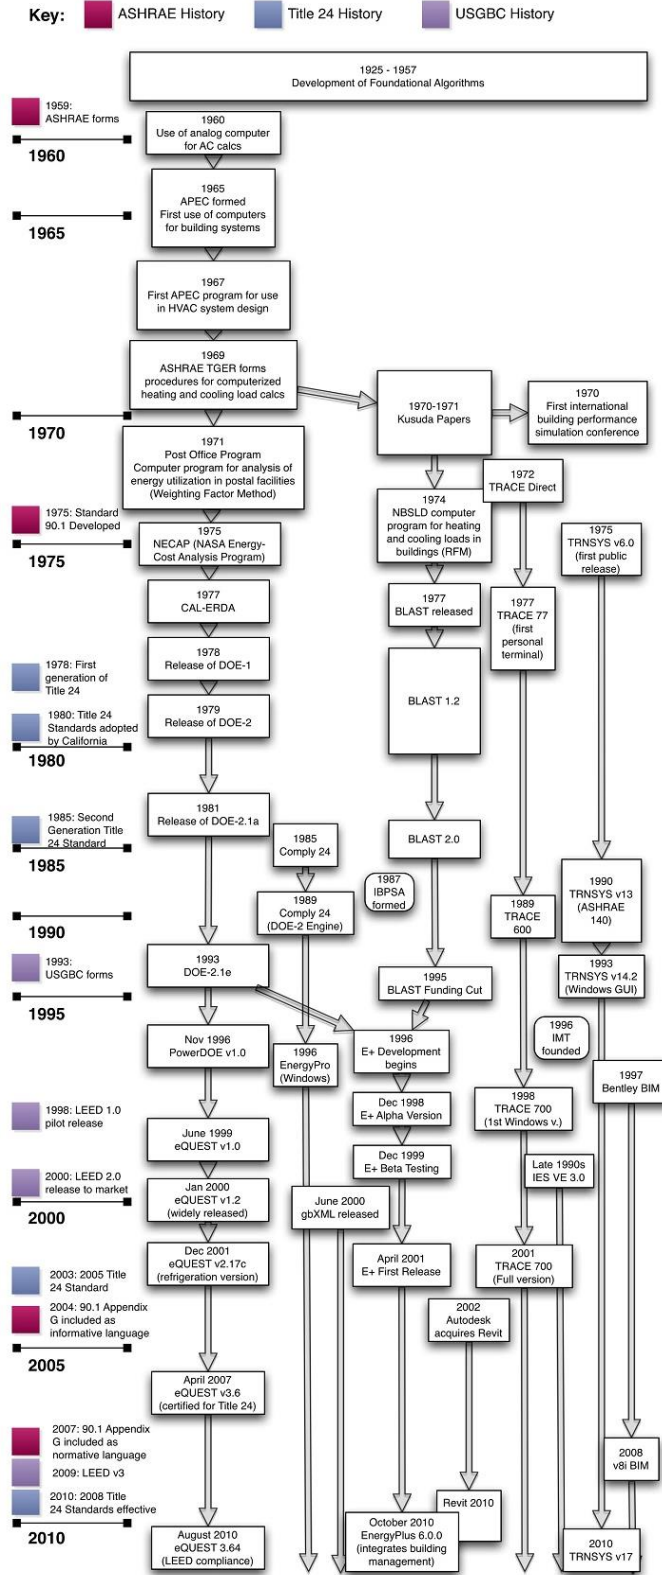 Key:
ASHRAE History
Title 24 History
USGBC History
1925 - 1957
Development of Foundational Algorithms
1959:
ASHRAE forms
1960
1960
Use of analog computer
for AC calcs
1965
1965
APEC formed
First use of computers
for building systems
1967
First APEC program for use
in HVAC system design
1969
ASHRAE TGER forms
procedures for computerized
heating and cooling load calcs
1970
1970-1971
Kusuda Papers
1970
First international
building performance
simulation conference
1971
Post Office Program
Computer program for analysis of
energy utilization in postal facilities
(Weighting Factor Method)
1972
TRACE Direct
1974
NBSLD computer
program for heating
and cooling loads in
buildings (RFM)
1975: Standard
90.1 Developed
1975
1975
NECAP (NASA Energy-
Cost Analysis Program)
1975
TRNSYS v6.0
(first public
release)
1977
CAL-ERDA
1977
BLAST released
1977
TRACE 77
(first
personal
terminal)
1978: First
generation of
Title 24
1978
Release of DOE-1
BLAST 1.2
1980: Title 24
Standards adopted
by California
1980
1979
Release of DOE-2
1981
Release of DOE-2.1a
1985: Second
Generation Title
24 Standard
1985
1985
Comply 24
BLAST 2.0
1987
IBPSA
formed
1989
Comply 24
(DOE-2 Engine)
1989
TRACE
600
1990
TRNSYS v13
(ASHRAE
140)
1990
1993:
USGBC forms
1995
1993
DOE-2.1e
1995
BLAST Funding Cut
1993
TRNSYS v14.2
(Windows GUI)
Nov 1996
PowerDOE v1.0
1996
EnergyPro
(Windows)
1996
E+ Development
begins
1996
IMT
founded
1997
Bentley BIM
1998: LEED 1.0
pilot release
Dec 1998
E+ Alpha Version
1998
TRACE 700
(1st Windows v.)
June 1999
eQUEST v1.0
Dec 1999
E+ Beta Testing
Late 1990s
IES VE 3.0
2000: LEED 2.0
release to market
2000
Jan 2000
eQUEST v1.2
(widely released)
June 2000
gbXML released
Dec 2001
eQUEST v2.17c
(refrigeration version)
April 2001
E+ First Release
2001
TRACE 700
(Full version)
2003: 2005 Title
24 Standard
2004: 90.1 Appendix
G included as
informative language
2005
2002
Autodesk
acquires Revit
April 2007
eQUEST v3.6
(certified for Title 24)
2007: 90.1 Appendix
G included as
normative language
2009: LEED v3
2010: 2008 Title
24 Standards effective
2010
2008
v8i BIM
Revit 2010
August 2010
eQUEST 3.64
(LEED compliance)
October 2010
EnergyPlus 6.0.0
(integrates building
management)
2010
TRNSYS v17